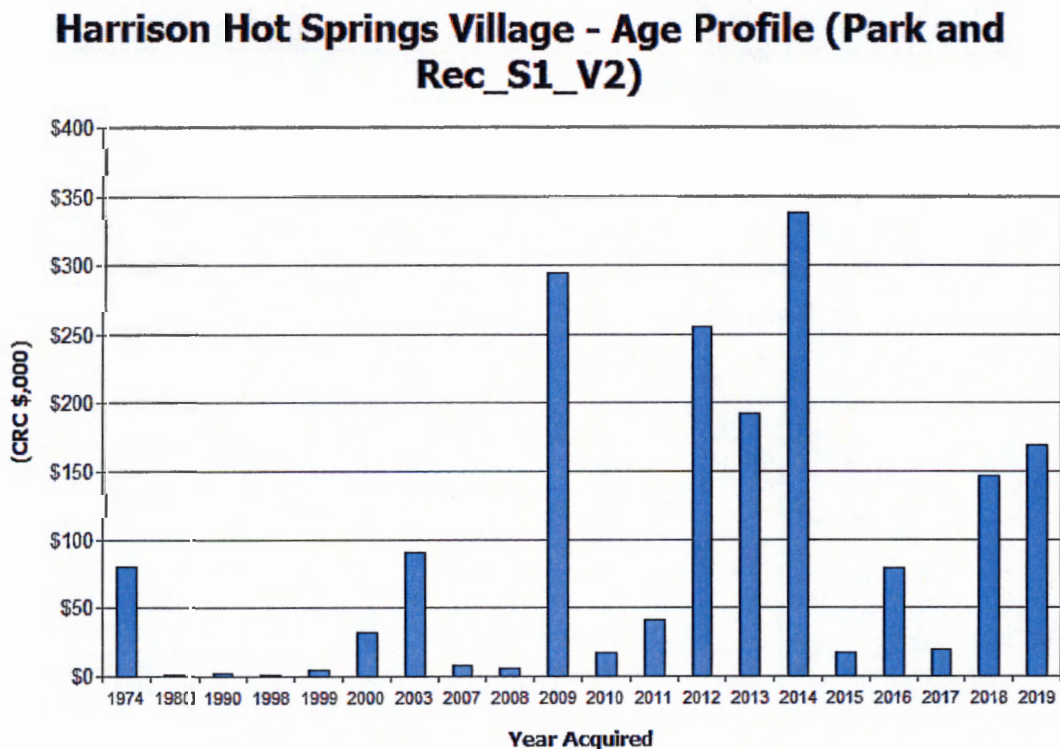 Harrison Hot Springs Village - Age Profile (Park and
Rec_S1_V2)
$400
$350
$300
$250
$200
$150
$100
$50
$0
(CRC $,000)
1974 1980 1990 1998 1999 2000 2003 2007 2008 2009 2010 2011 2012 2013 2014 2015 2016 2017 2018 2019
Year Acquired